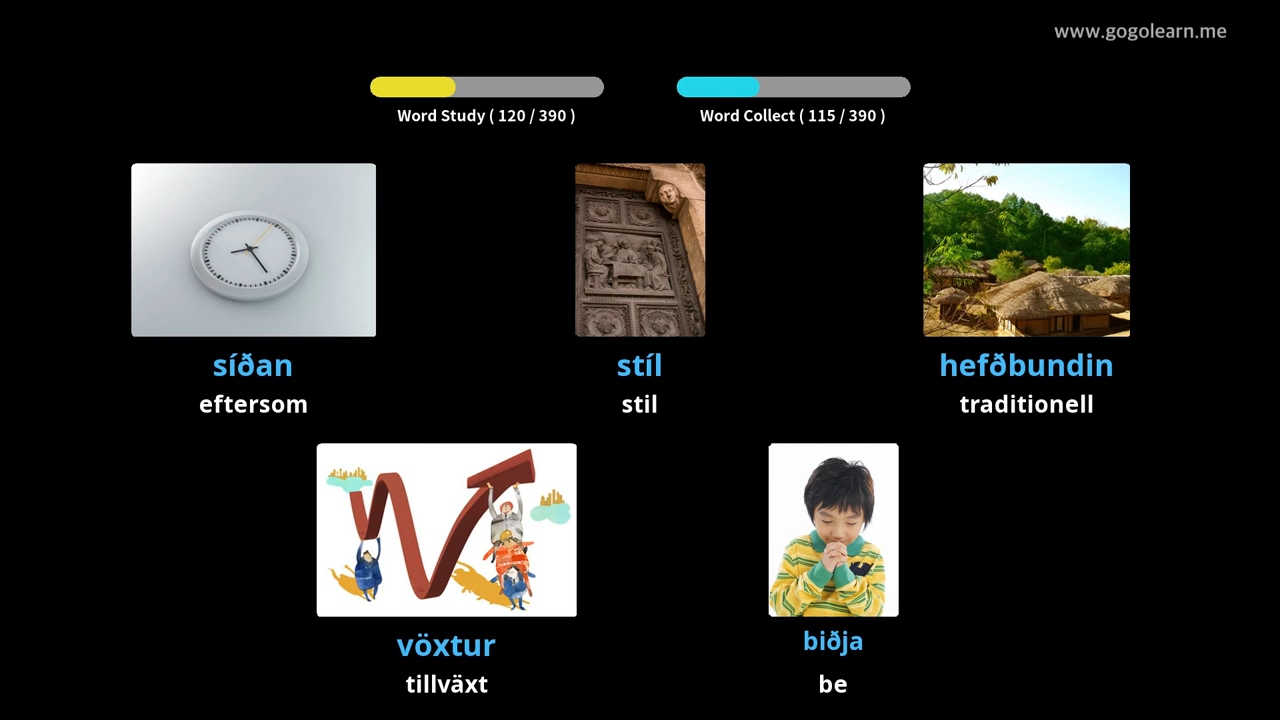 www.gogolearn.me
Word Study ( 120 / 390 )
Word Collect ( 115 / 390 )
síðan
eftersom
stíl
stil
hefðbundin
traditionell
vöxtur
tillväxt
biðja
be